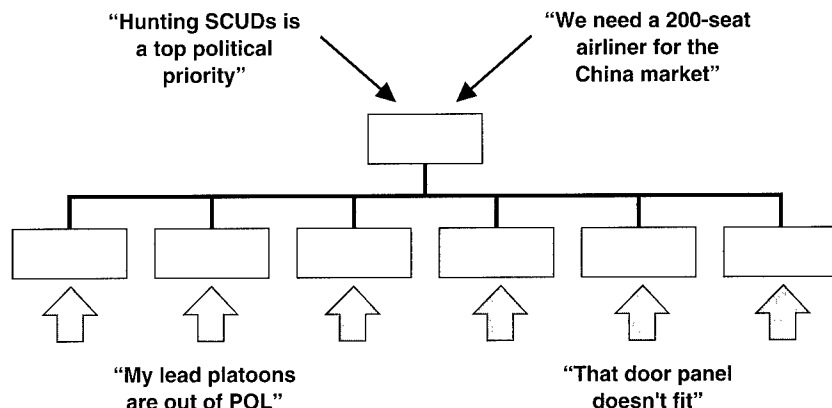 “Hunting SCUDs is
a top political
priority”
“We need a 200-seat
airliner for the
China market”
“My lead platoons
are out of POL”
“That door panel
doesn't fit”